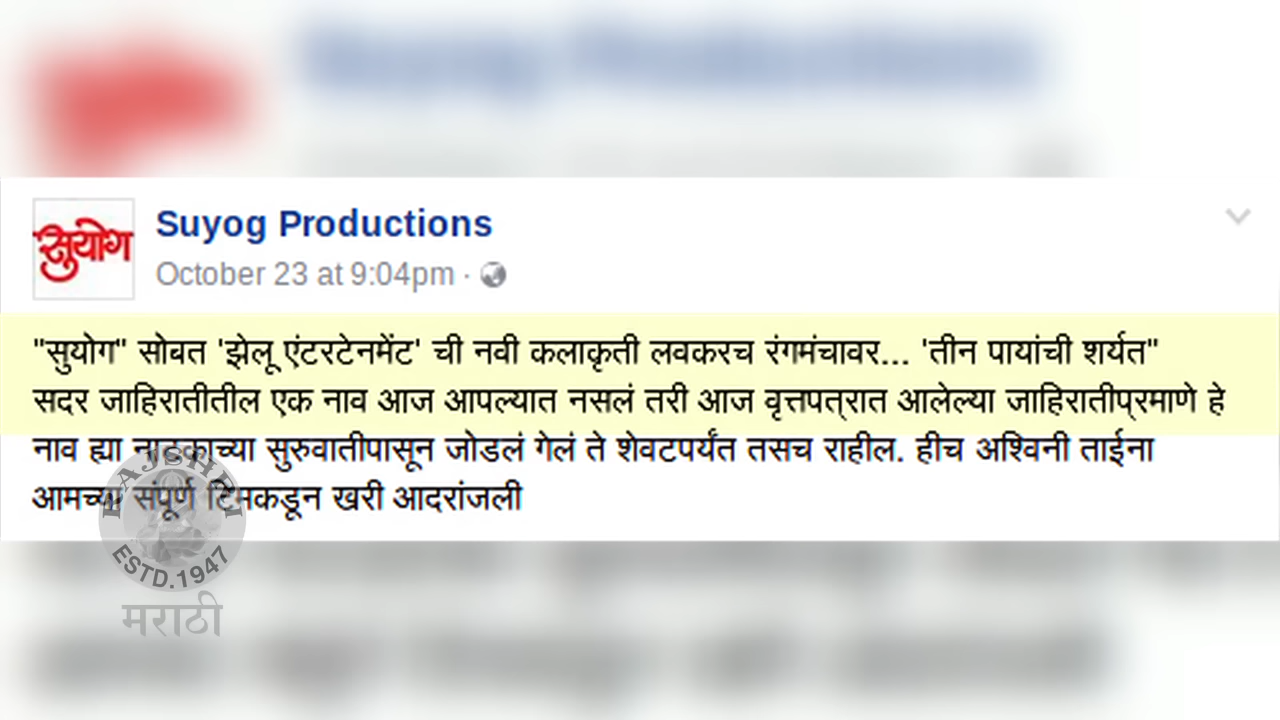 सुयोग
Suyog Productions
October 23 at 9:04pm ·
"सुयोग" सोबत 'झेलू एंटरटेनमेंट' ची नवी कलाकृती लवकरच रंगमंचावर... 'तीन पायांची शर्यत"
सदर जाहिरातीतील एक नाव आज आपल्यात नसलं तरी आज वृत्तपत्रात आलेल्या जाहिरातीप्रमाणे हे
नाव ह्या नाटकाच्या सुरुवातीपासून जोडलं गेलं ते शेवटपर्यंत तसच राहील. हीच अश्विनी ताईना
आमच्या संपूर्ण टिमकडून खरी आदरांजली
RAJSHRI
ESTD.1947
मराठी